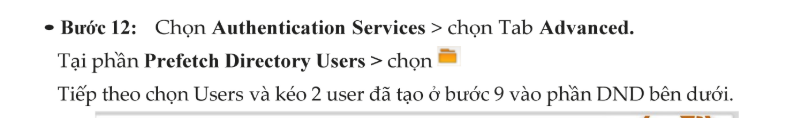 • Bước 12: Chọn Authentication Services > chọn Tab Advanced.
Tại phần Prefetch Directory Users > chọn
Tiếp theo chọn Users và kéo 2 user đã tạo ở bước 9 vào phần DND bên dưới.